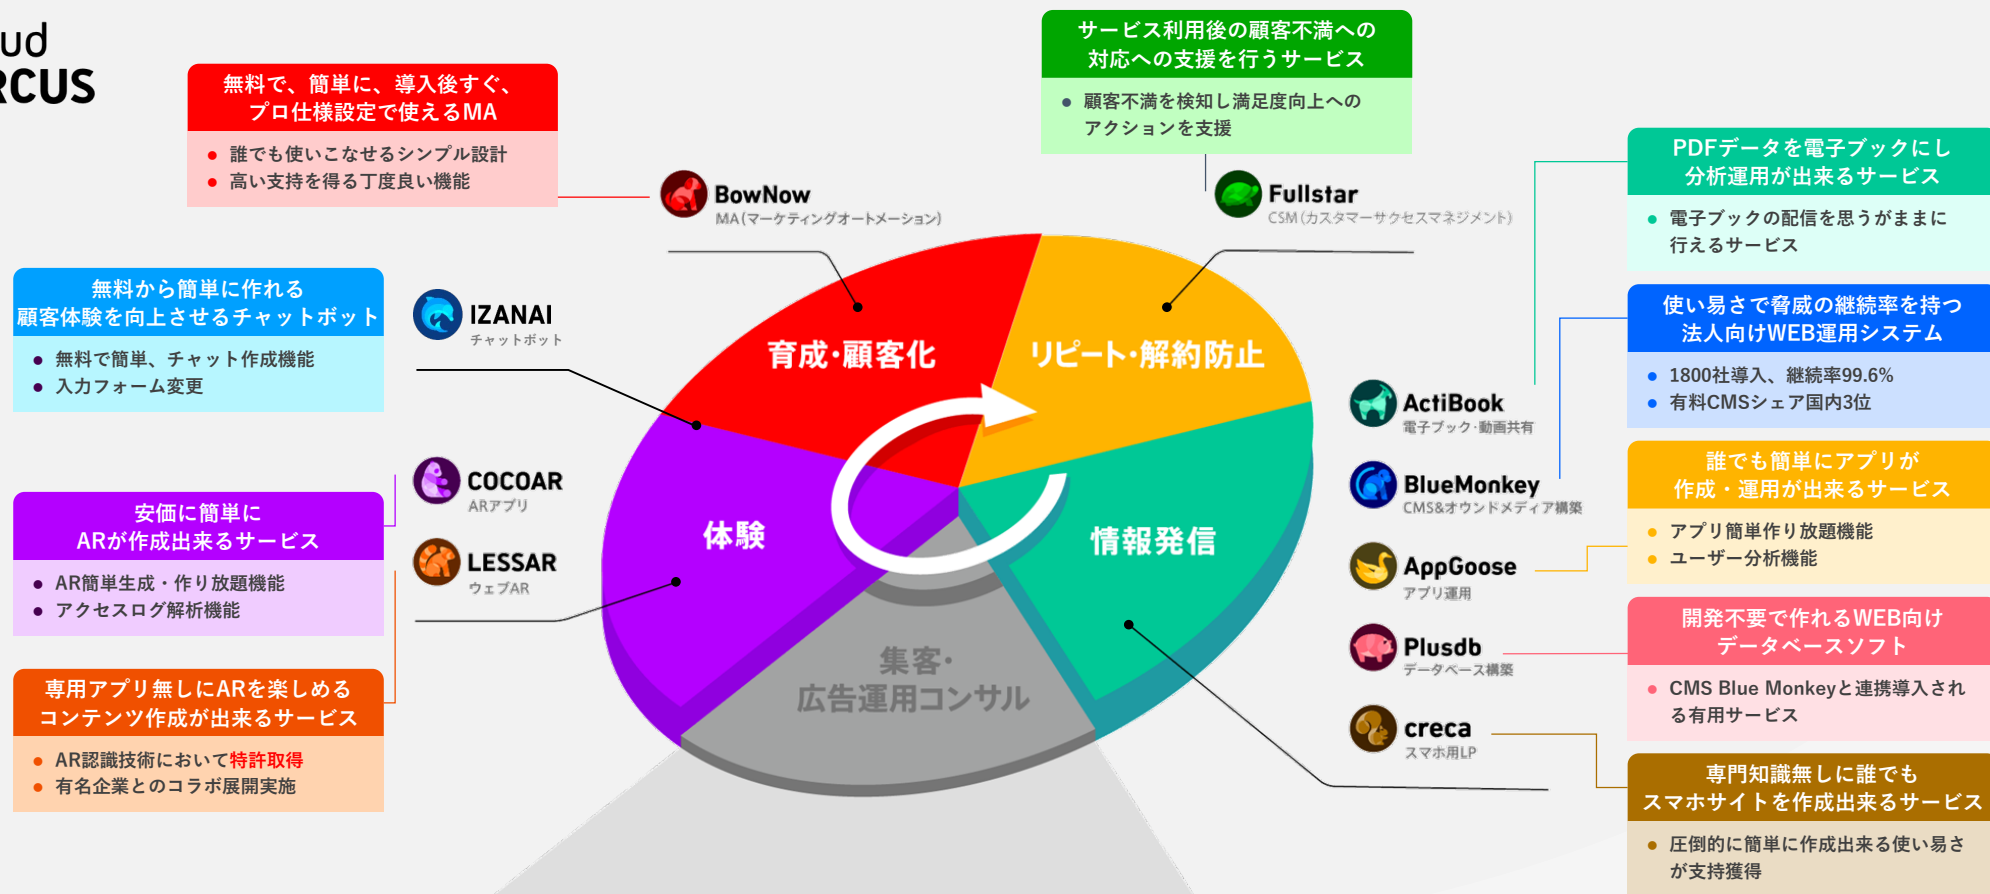 ud
RCUS
無料で、簡単に、導入後すぐ、
プロ仕様設定で使えるMA
● 誰でも使いこなせるシンプル設計
● 高い支持を得る丁度良い機能
BowNow
MA(マーケティングオートメーション)
サービス利用後の顧客不満への
対応への支援を行うサービス
● 顧客不満を検知し満足度向上への
アクションを支援
Fullstar
CSM(カスタマーサクセスマネジメント)
無料から簡単に作れる
顧客体験を向上させるチャットボット
● 無料で簡単、チャット作成機能
● 入力フォーム変更
IZANAI
チャットボット
安価に簡単に
ARが作成出来るサービス
● AR簡単生成・作り放題機能
● アクセスログ解析機能
COCOAR
ARアプリ
専用アプリ無しにARを楽しめる
コンテンツ作成が出来るサービス
● AR認識技術において特許取得
● 有名企業とのコラボ展開実施
LESSAR
ウェブAR
育成・顧客化
リピート・解約防止
体験
情報発信
集客・
広告運用コンサル
ActiBook
電子ブック・動画共有
BlueMonkey
CMS&オウンドメディア構築
AppGoose
アプリ運用
Plusdb
データベース構築
creca
スマホ用LP
PDFデータを電子ブックにし
分析運用が出来るサービス
● 電子ブックの配信を思うがままに
行えるサービス
使い易さで脅威の継続率を持つ
法人向けWEB運用システム
● 1800社導入、継続率99.6%
● 有料CMSシェア国内3位
誰でも簡単にアプリが
作成・運用が出来るサービス
● アプリ簡単作り放題機能
● ユーザー分析機能
開発不要で作れるWEB向け
データベースソフト
● CMS Blue Monkeyと連携導入され
る有用サービス
専門知識無しに誰でも
スマホサイトを作成出来るサービス
● 圧倒的に簡単に作成出来る使い易さ
が支持獲得